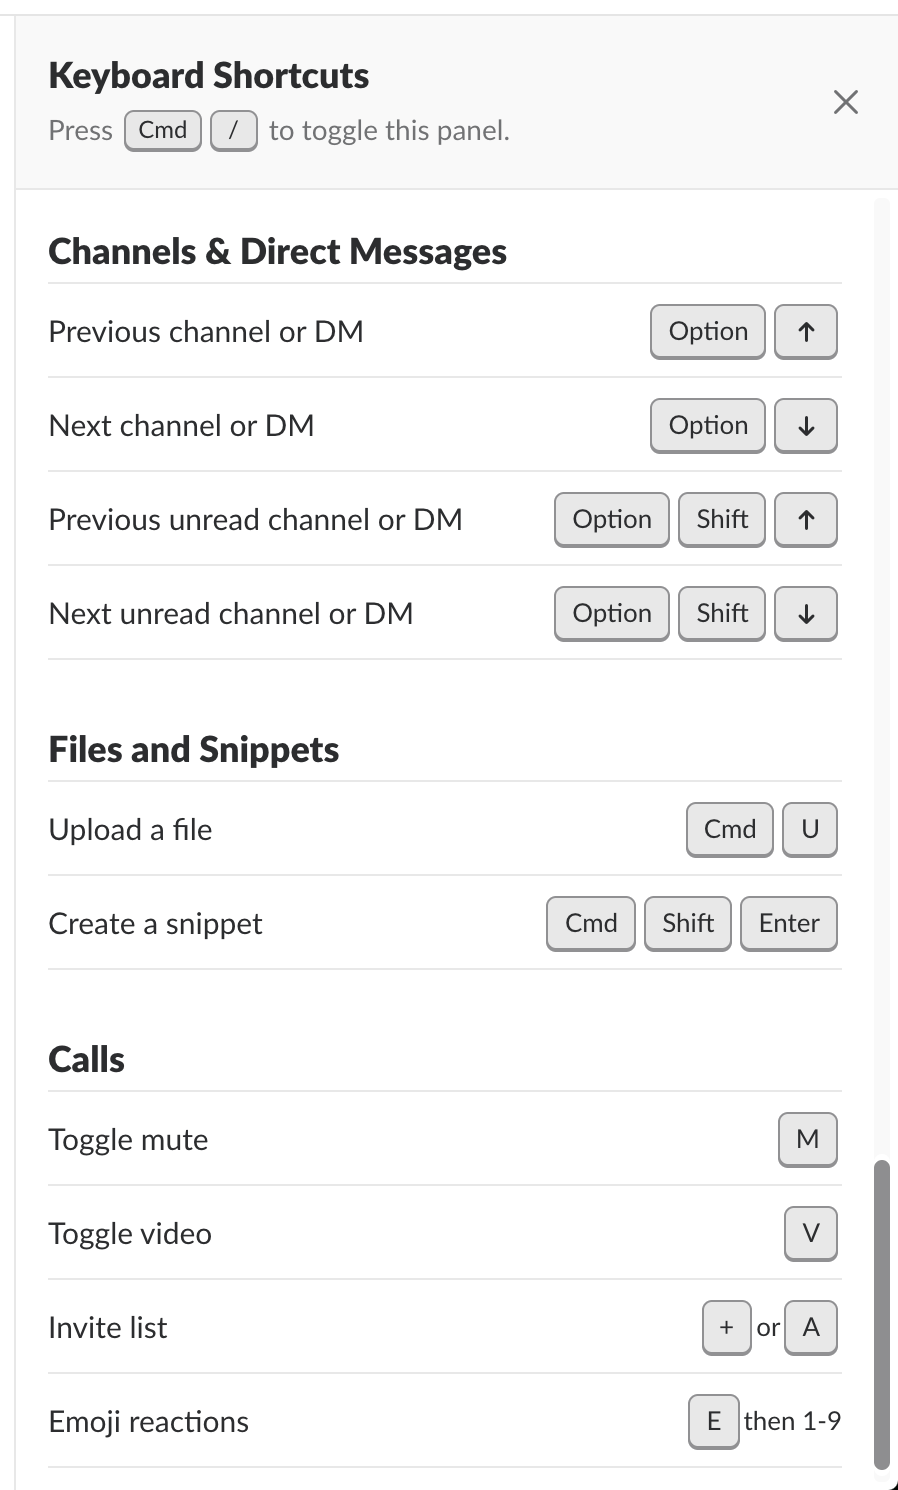 Keyboard Shortcuts
Press Cmd / to toggle this panel.
Channels & Direct Messages
Previous channel or DM Option ↑
Next channel or DM Option ↓
Previous unread channel or DM Option Shift ↑
Next unread channel or DM Option Shift ↓
Files and Snippets
Upload a file Cmd U
Create a snippet Cmd Shift Enter
Calls
Toggle mute M
Toggle video V
Invite list + or A
Emoji reactions E then 1-9